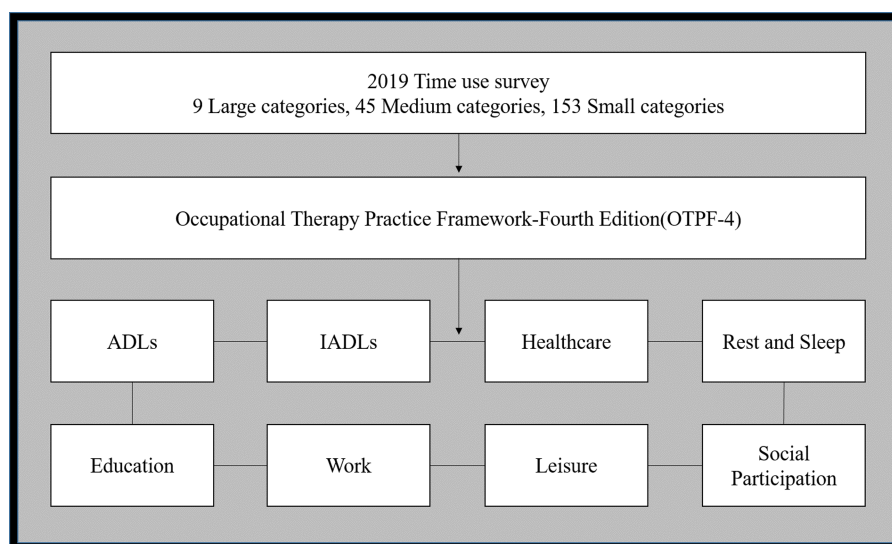 2019 Time use survey
9 Large categories, 45 Medium categories, 153 Small categories
Occupational Therapy Practice Framework-Fourth Edition(OTPF-4)
ADLs
IADLs
Healthcare
Rest and Sleep
Education
Work
Leisure
Social
Participation